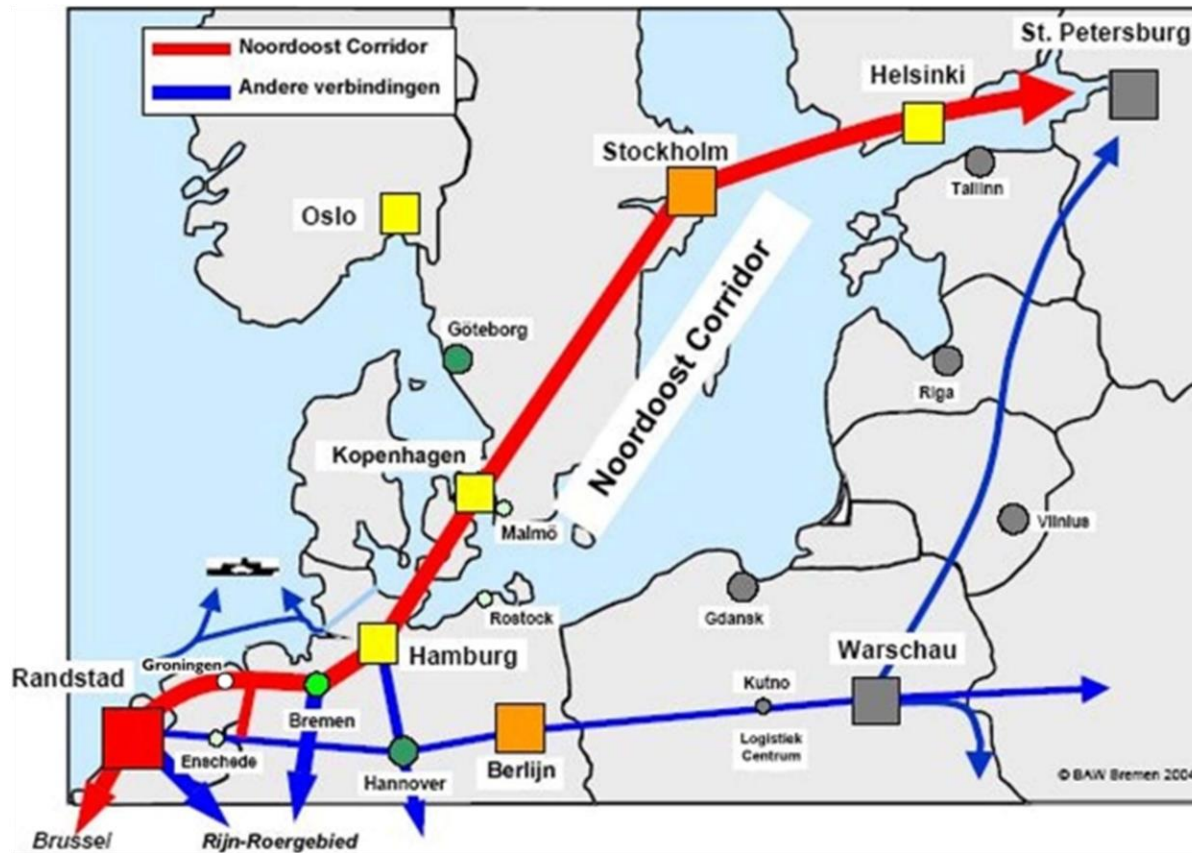 Noordoost Corridor
Andere verbindingen
St. Petersburg
Helsinki
Stockholm
Tallinn
Oslo
Noordoost Corridor
Göteborg
Riga
Kopenhagen
Malmö
Vilnius
Rostock
Gdansk
Hamburg
Warschau
Groningen
Randstad
Kutno
Bremen
Logistiek
Centrum
Enschede
Hannover
Berlijn
© BAW Bremen 2004
Brussel
Rijn-Roergebied